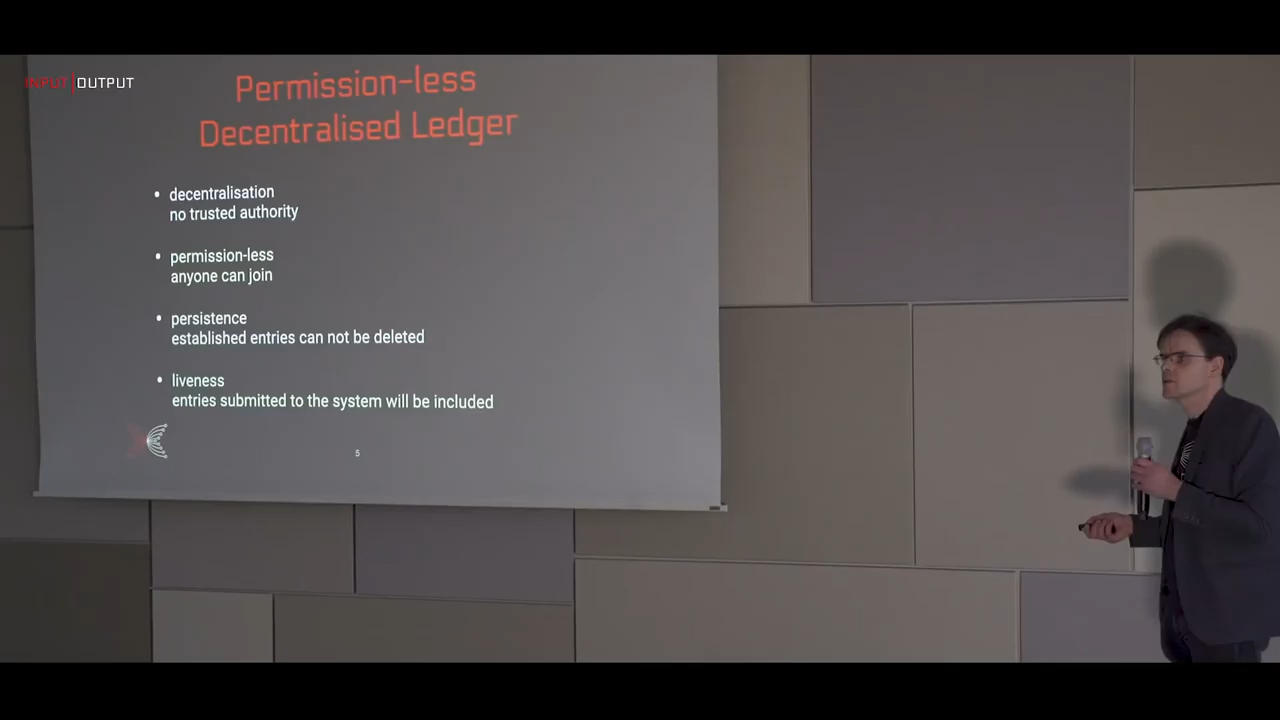 INPUT|OUTPUT
Permission-less
Decentralised Ledger
• decentralisation
no trusted authority
• permission-less
anyone can join
• persistence
established entries can not be deleted
• liveness
entries submitted to the system will be included
5